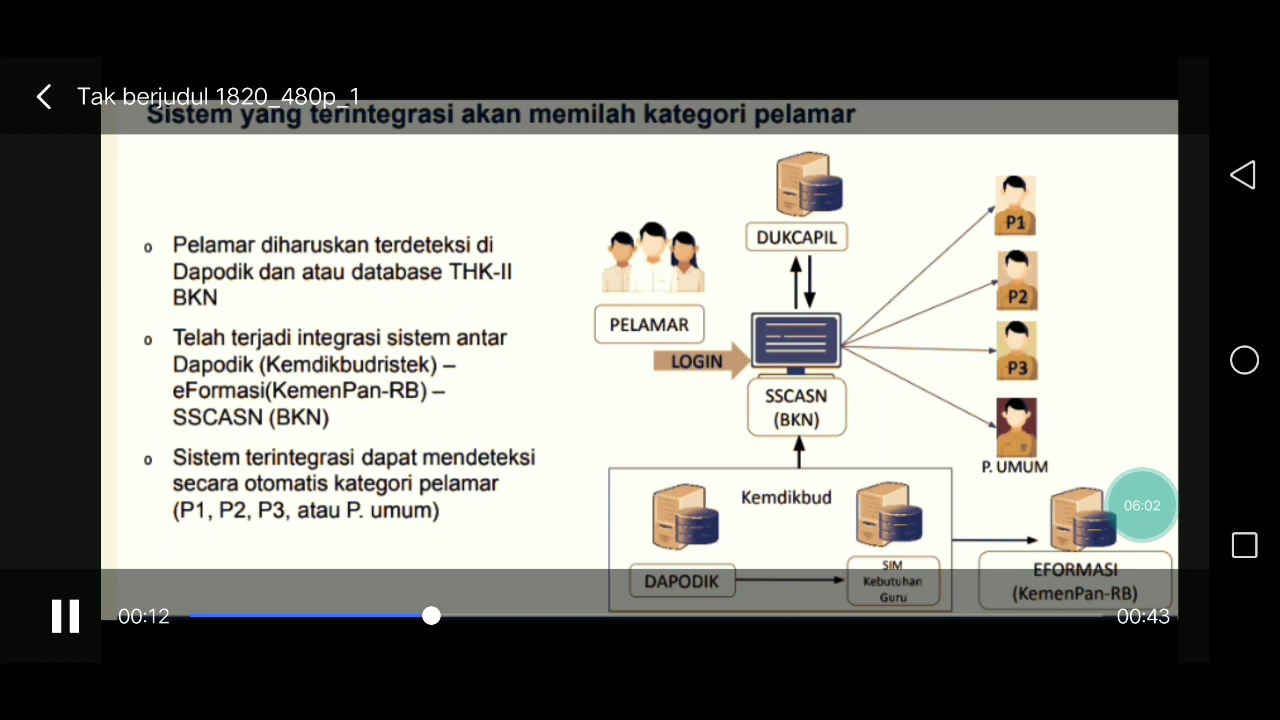 Tak berjudul 1820_480p_1
Sistem yang terintegrasi akan memilah kategori pelamar
o Pelamar diharuskan terdeteksi di
Dapodik dan atau database THK-II
BKN
o Telah terjadi integrasi sistem antar
Dapodik (Kemdikbudristek) –
eFormasi(KemenPan-RB) –
SSCASN (BKN)
o Sistem terintegrasi dapat mendeteksi
secara otomatis kategori pelamar
(P1, P2, P3, atau P. umum)
DUKCAPIL
PELAMAR
LOGIN
SSCASN
(BKN)
P1
P2
P3
P. UMUM
Kemdikbud
DAPODIK
SIM
Kebutuhan
Guru
EFORMASI
(KemenPan-RB)
06:02
00:12
00:43